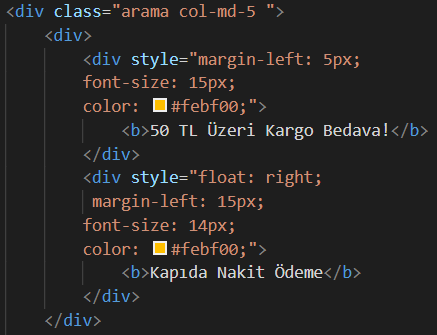 <div class="arama col-md-5 ">
<div>
<div style="margin-left: 5px;
font-size: 15px;
color: #febf00;">
<b>50 TL Üzeri Kargo Bedava!</b>
</div>
<div style="float: right;
margin-left: 15px;
font-size: 14px;
color: #febf00;">
<b>Kapıda Nakit Ödeme</b>
</div>
</div>